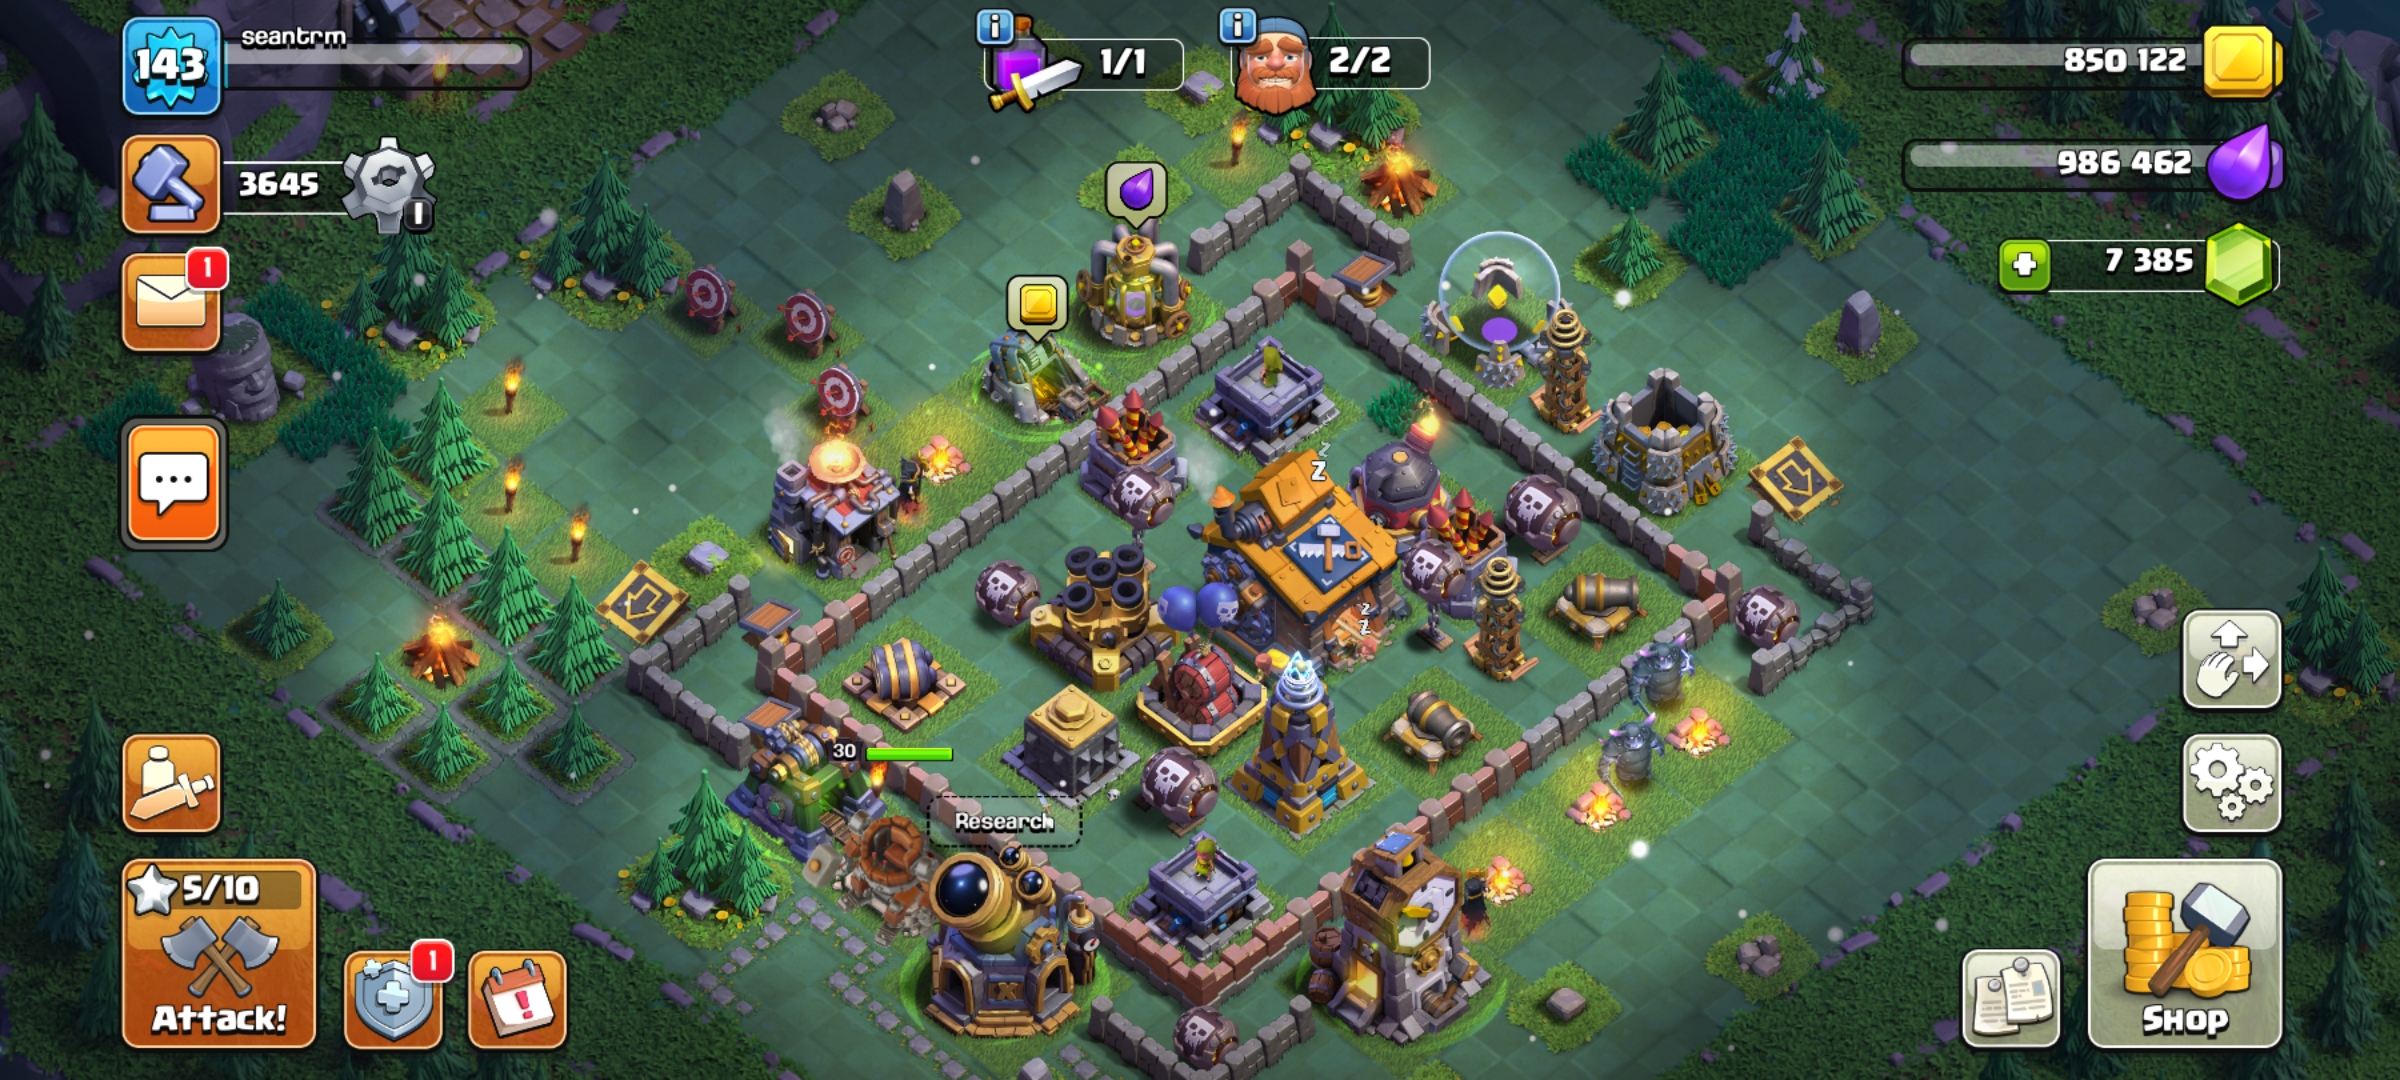 143
seantrm
1/1
2/2
850 122
3645
I
986 462
1
7 385
z
z
z
z
30
Research
5/10
Attack!
1
Shop